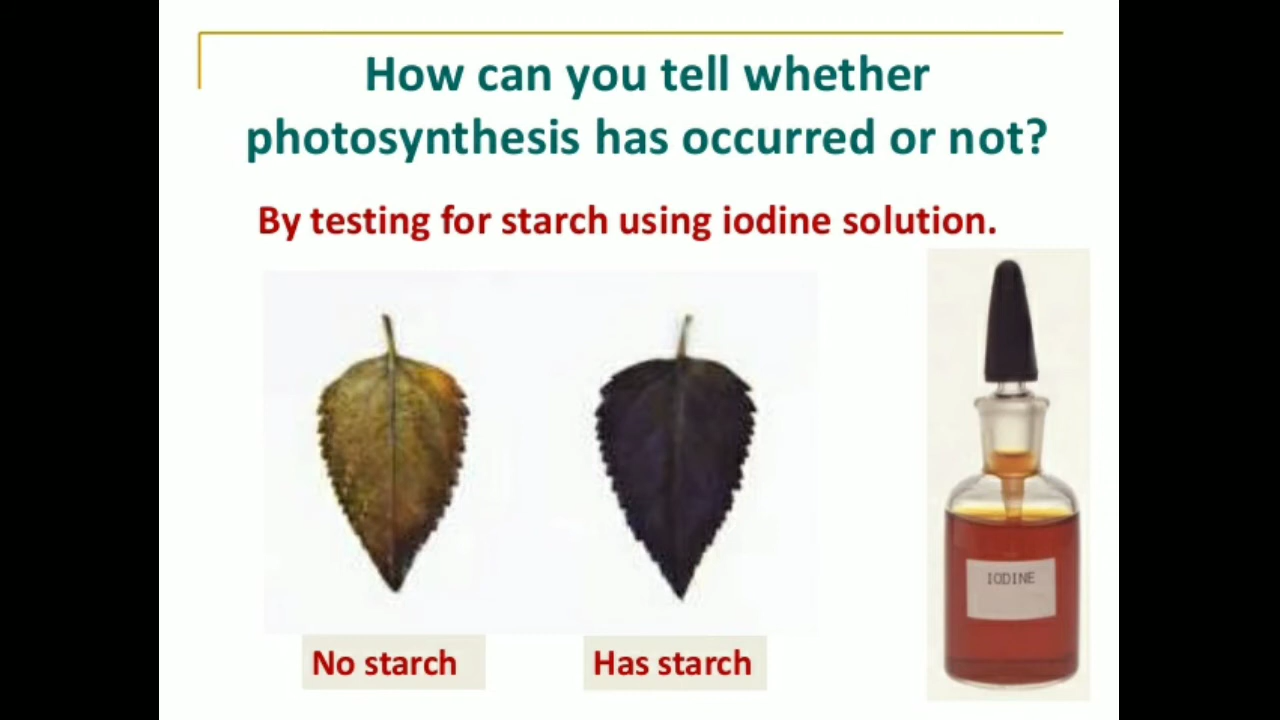 How can you tell whether
photosynthesis has occurred or not?
By testing for starch using iodine solution.
IODINE
No starch
Has starch